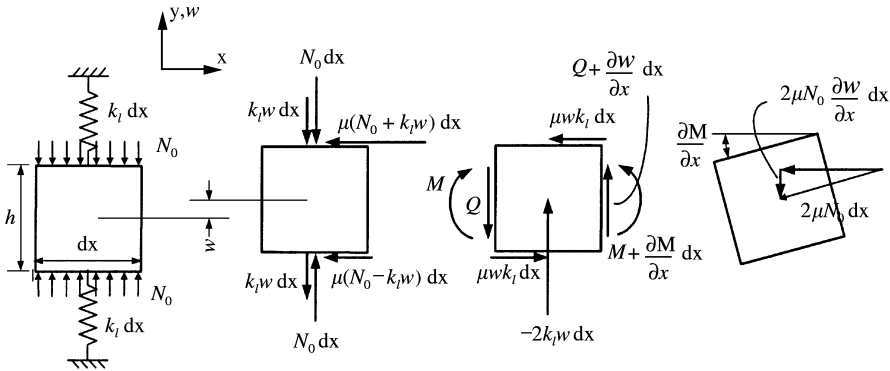 y,w
x
k_l dx
N_0
h
dx
N_0
k_l dx
w
N_0 dx
k_l w dx
μ(N_0 + k_l w) dx
k_l w dx
μ(N_0 − k_l w) dx
N_0 dx
Q + ∂w/∂x dx
μwk_l dx
M
Q
μwk_l dx
M + ∂M/∂x dx
−2k_l w dx
2μN_0 ∂w/∂x dx
∂M/∂x
2μN_0 dx